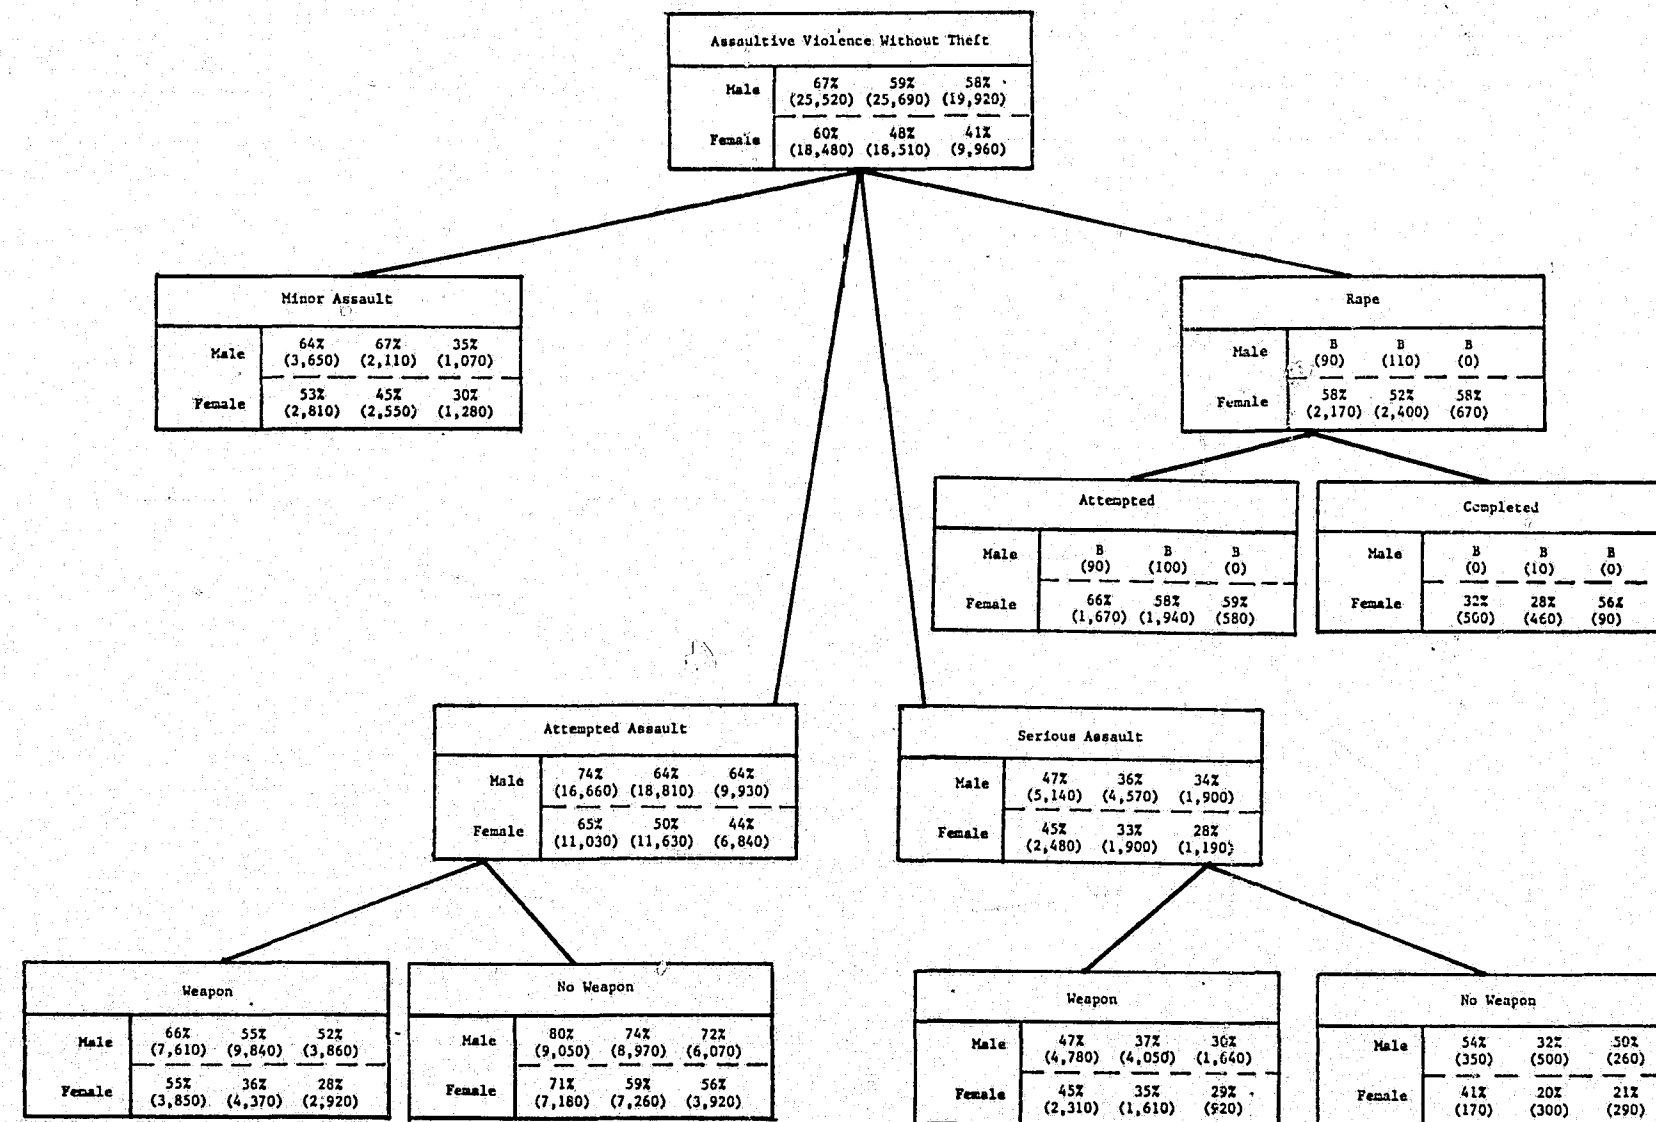 Assaultive Violence Without Theft
Male 67% 59% 58%
(25,520) (25,690) (19,920)
Female 60% 48% 41%
(18,480) (18,510) (9,960)
Minor Assault
Male 64% 67% 35%
(3,650) (2,110) (1,070)
Female 53% 45% 30%
(2,810) (2,550) (1,280)
Rape
Male B B B
(90) (110) (0)
Female 58% 52% 58%
(2,170) (2,400) (670)
Attempted
Male B B B
(90) (100) (0)
Female 66% 58% 59%
(1,670) (1,940) (580)
Completed
Male B B B
(0) (10) (0)
Female 32% 28% 56%
(500) (460) (90)
Attempted Assault
Male 74% 64% 64%
(16,660) (18,810) (9,930)
Female 65% 50% 44%
(11,030) (11,630) (6,840)
Serious Assault
Male 47% 36% 34%
(5,140) (4,570) (1,900)
Female 45% 33% 28%
(2,480) (1,900) (1,190)
Weapon
Male 66% 55% 52%
(7,610) (9,840) (3,860)
Female 55% 36% 28%
(3,850) (4,370) (2,920)
No Weapon
Male 80% 74% 72%
(9,050) (8,970) (6,070)
Female 71% 59% 56%
(7,180) (7,260) (3,920)
Weapon
Male 47% 37% 30%
(4,780) (4,050) (1,640)
Female 45% 35% 29%
(2,310) (1,610) (920)
No Weapon
Male 54% 32% 50%
(350) (500) (260)
Female 41% 20% 21%
(170) (300) (290)